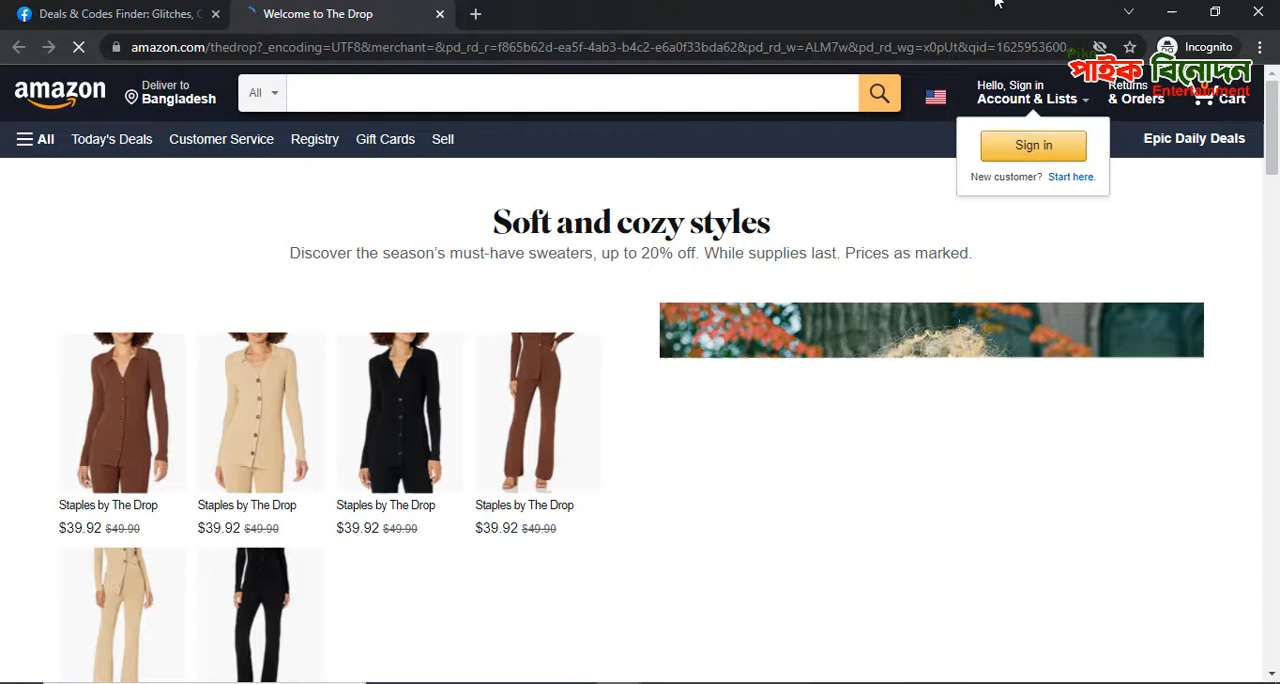 Deals & Codes Finder: Glitches, C
Welcome to The Drop
amazon.com/thedrop?_encoding=UTF8&merchant=&pd_rd_r=f865b62d-ea5f-4ab3-b4c2-e6a0f33bda62&pd_rd_w=ALM7w&pd_rd_wg=x0pUt&qid=1625953600...
Incognito
পাইক বিনোদন
Entertainment
amazon
Deliver to
Bangladesh
All
Hello, Sign in
Account & Lists
Returns
& Orders
Cart
All
Today's Deals
Customer Service
Registry
Gift Cards
Sell
Epic Daily Deals
Sign in
New customer? Start here.
Soft and cozy styles
Discover the season's must-have sweaters, up to 20% off. While supplies last. Prices as marked.
Staples by The Drop
$39.92 $49.90
Staples by The Drop
$39.92 $49.90
Staples by The Drop
$39.92 $49.90
Staples by The Drop
$39.92 $49.90